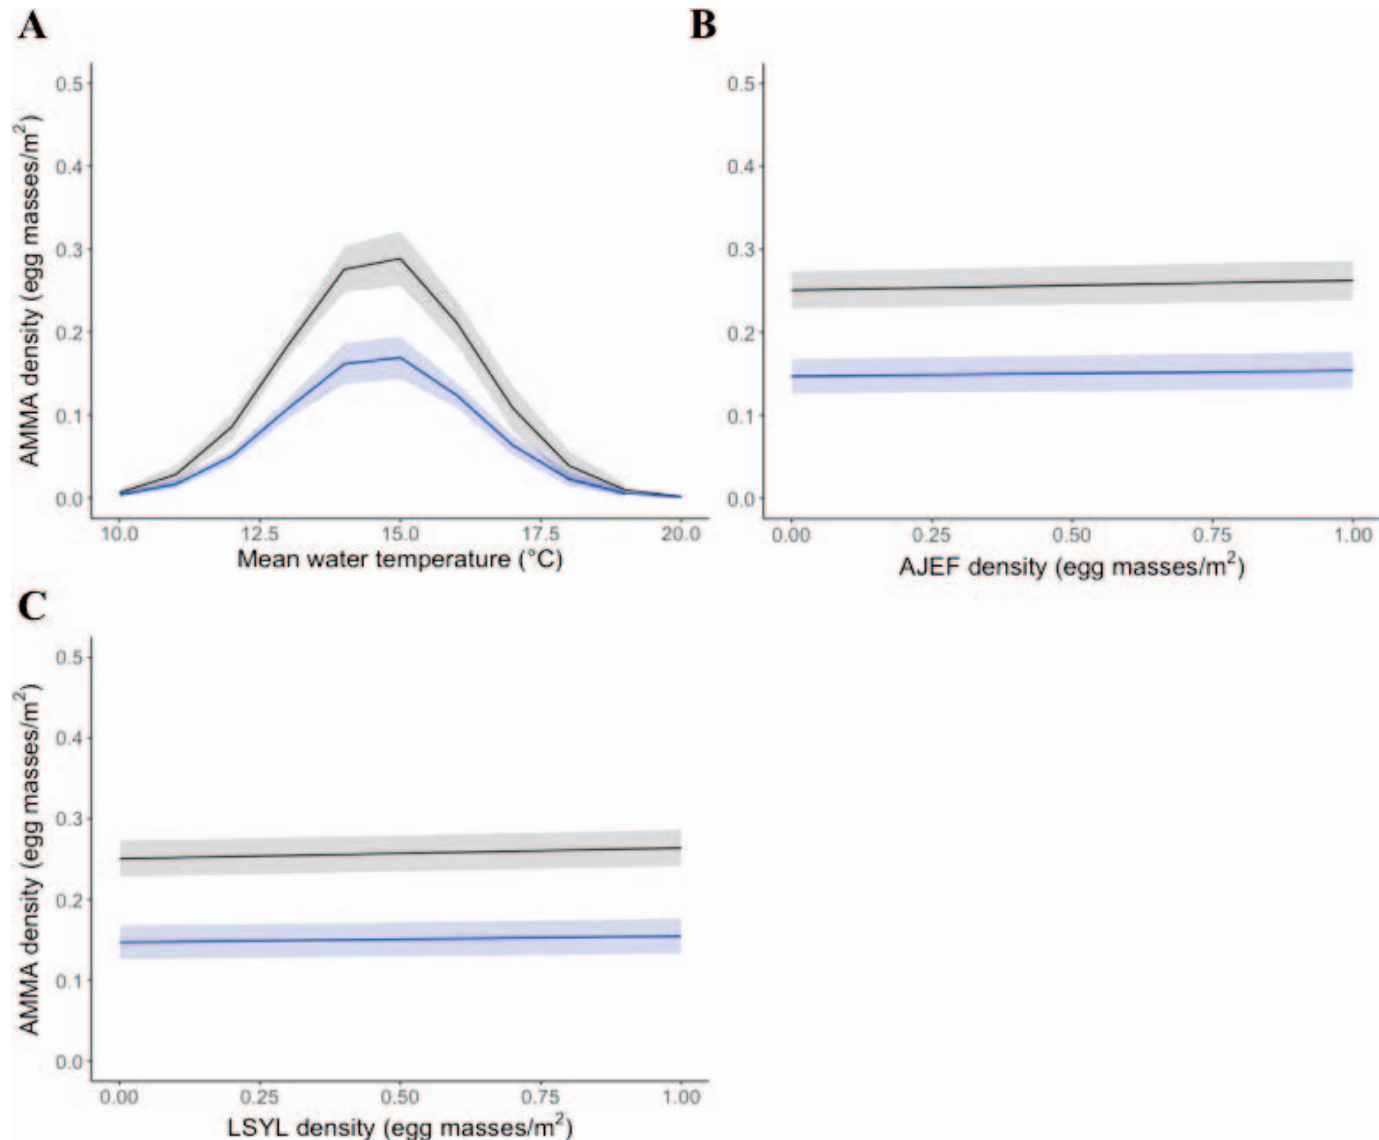 A
0.5
0.4
0.3
0.2
0.1
0.0
AMMA density (egg masses/m²)
10.0 12.5 15.0 17.5 20.0
Mean water temperature (°C)
B
0.5
0.4
0.3
0.2
0.1
0.0
0.00 0.25 0.50 0.75 1.00
AJEF density (egg masses/m²)
C
0.5
0.4
0.3
0.2
0.1
0.0
AMMA density (egg masses/m²)
0.00 0.25 0.50 0.75 1.00
LSYL density (egg masses/m²)